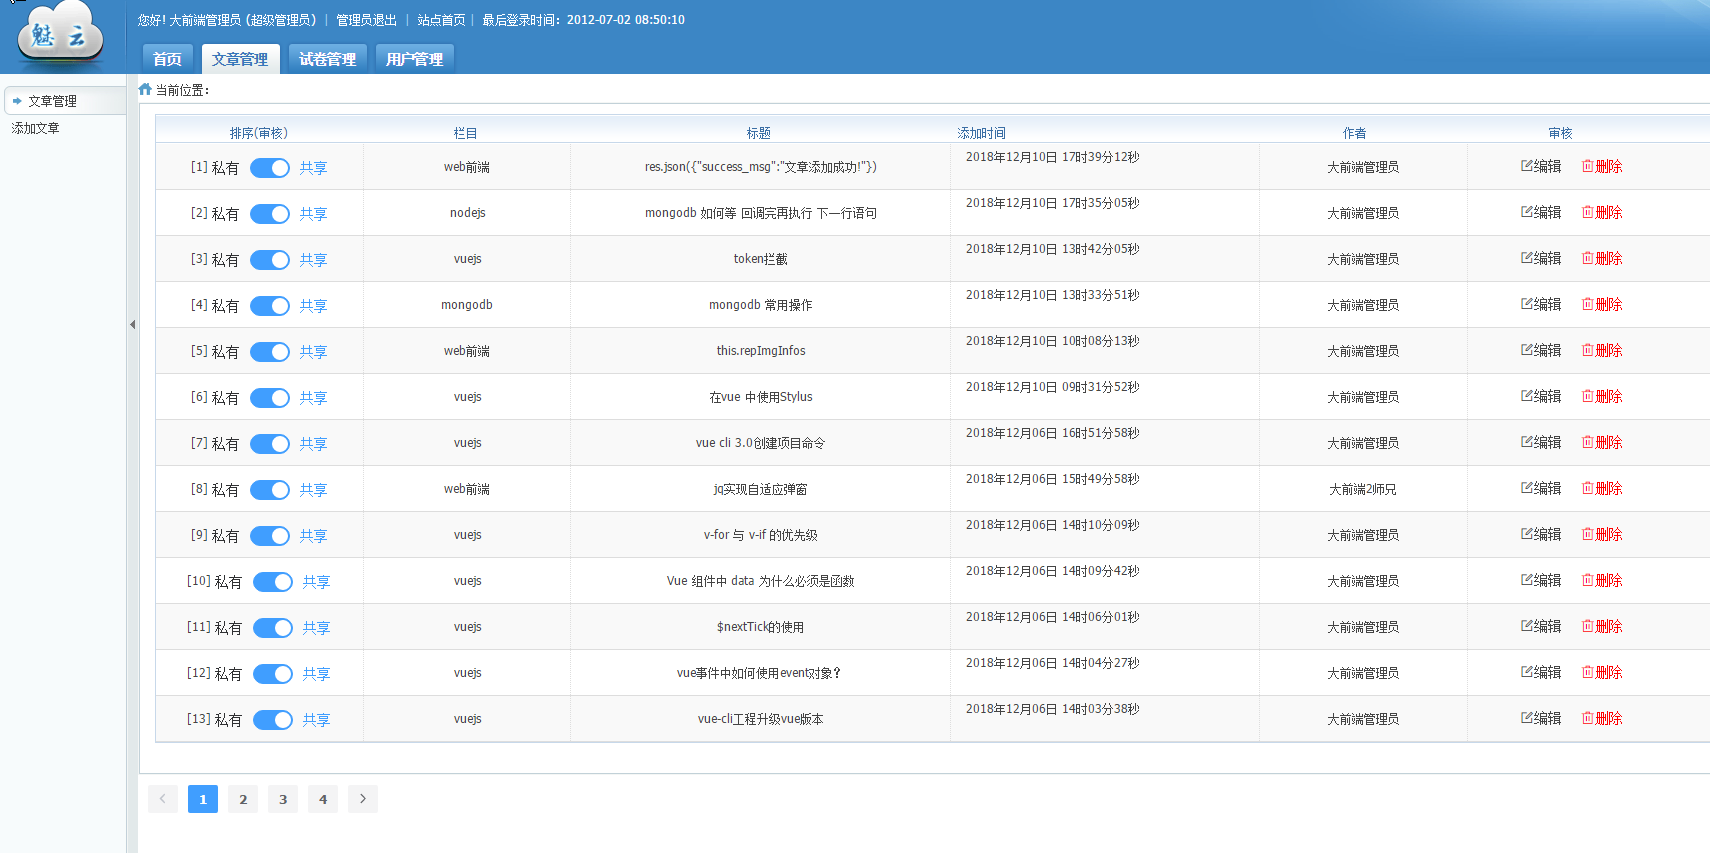 魅云
您好! 大前端管理员 (超级管理员) | 管理员退出 | 站点首页 | 最后登录时间: 2012-07-02 08:50:10
首页 文章管理 试卷管理 用户管理
当前位置:
文章管理
添加文章
排序(审核) 栏目 标题 添加时间 作者 审核
[1] 私有 共享 web前端 res.json({"success_msg":"文章添加成功!"}) 2018年12月10日 17时39分12秒 大前端管理员 编辑 删除
[2] 私有 共享 nodejs mongodb 如何等 回调完再执行 下一行语句 2018年12月10日 17时35分05秒 大前端管理员 编辑 删除
[3] 私有 共享 vuejs token拦截 2018年12月10日 13时42分05秒 大前端管理员 编辑 删除
[4] 私有 共享 mongodb mongodb 常用操作 2018年12月10日 13时33分51秒 大前端管理员 编辑 删除
[5] 私有 共享 web前端 this.repImgInfos 2018年12月10日 10时08分13秒 大前端管理员 编辑 删除
[6] 私有 共享 vuejs 在vue 中使用Stylus 2018年12月10日 09时31分52秒 大前端管理员 编辑 删除
[7] 私有 共享 vuejs vue cli 3.0创建项目命令 2018年12月06日 16时51分58秒 大前端管理员 编辑 删除
[8] 私有 共享 web前端 jq实现自适应弹窗 2018年12月06日 15时49分58秒 大前端2师兄 编辑 删除
[9] 私有 共享 vuejs v-for 与 v-if 的优先级 2018年12月06日 14时10分09秒 大前端管理员 编辑 删除
[10] 私有 共享 vuejs Vue 组件中 data 为什么必须是函数 2018年12月06日 14时09分42秒 大前端管理员 编辑 删除
[11] 私有 共享 vuejs $nextTick的使用 2018年12月06日 14时06分01秒 大前端管理员 编辑 删除
[12] 私有 共享 vuejs vue事件中如何使用event对象? 2018年12月06日 14时04分27秒 大前端管理员 编辑 删除
[13] 私有 共享 vuejs vue-cli工程升级vue版本 2018年12月06日 14时03分38秒 大前端管理员 编辑 删除
1 2 3 4